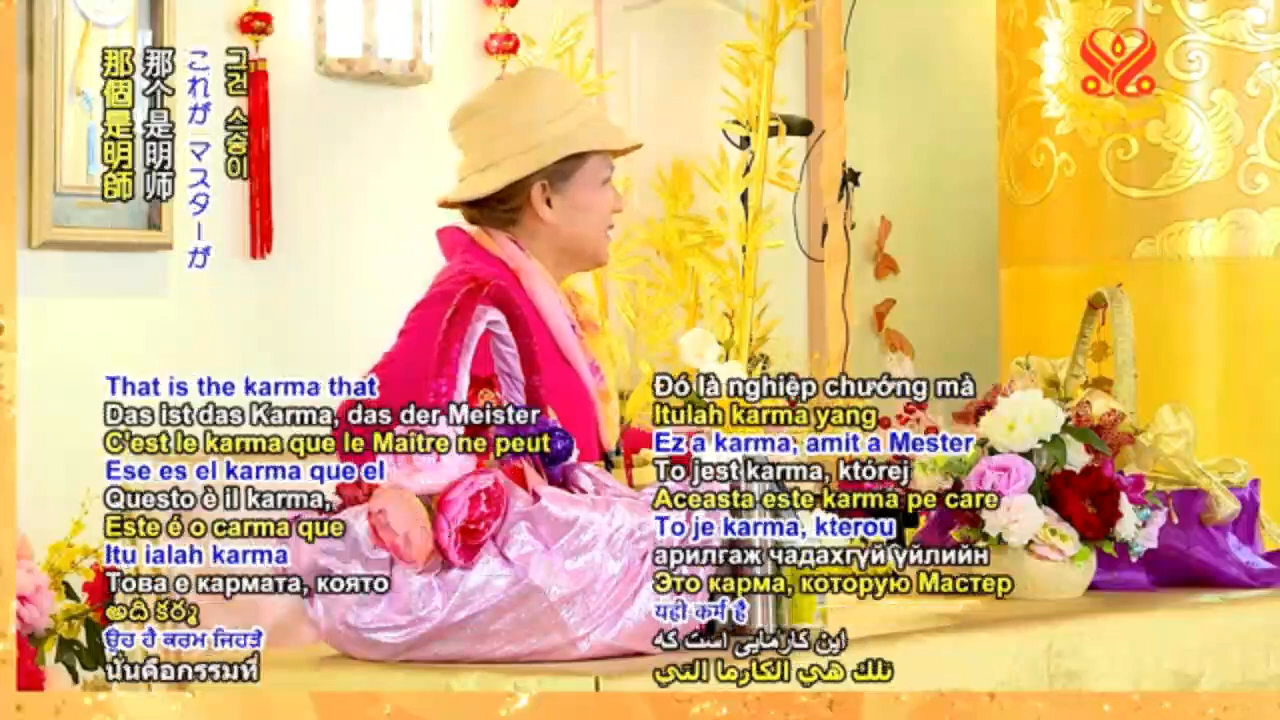 그건 스승이
これが マスターが
那个是明师
那個是明師
That is the karma that
Das ist das Karma, das der Meister
C'est le karma que le Maître ne peut
Ese es el karma que el
Questo è il karma,
Este é o carma que
Itu ialah karma
Това е кармата, която
అది కర్మ
ਉਹ ਹੈ ਕਰਮ ਜਿਹੜੇ
นั่นคือกรรมที่
Đó là nghiệp chướng mà
Itulah karma yang
Ez a karma, amit a Mester
To jest karma, której
Aceasta este karma pe care
To je karma, kterou
арилгаж чадахгүй үйлийн
Это карма, которую Мастер
यही कर्म है
این کارمایی است که
تلك هي الكارما التي